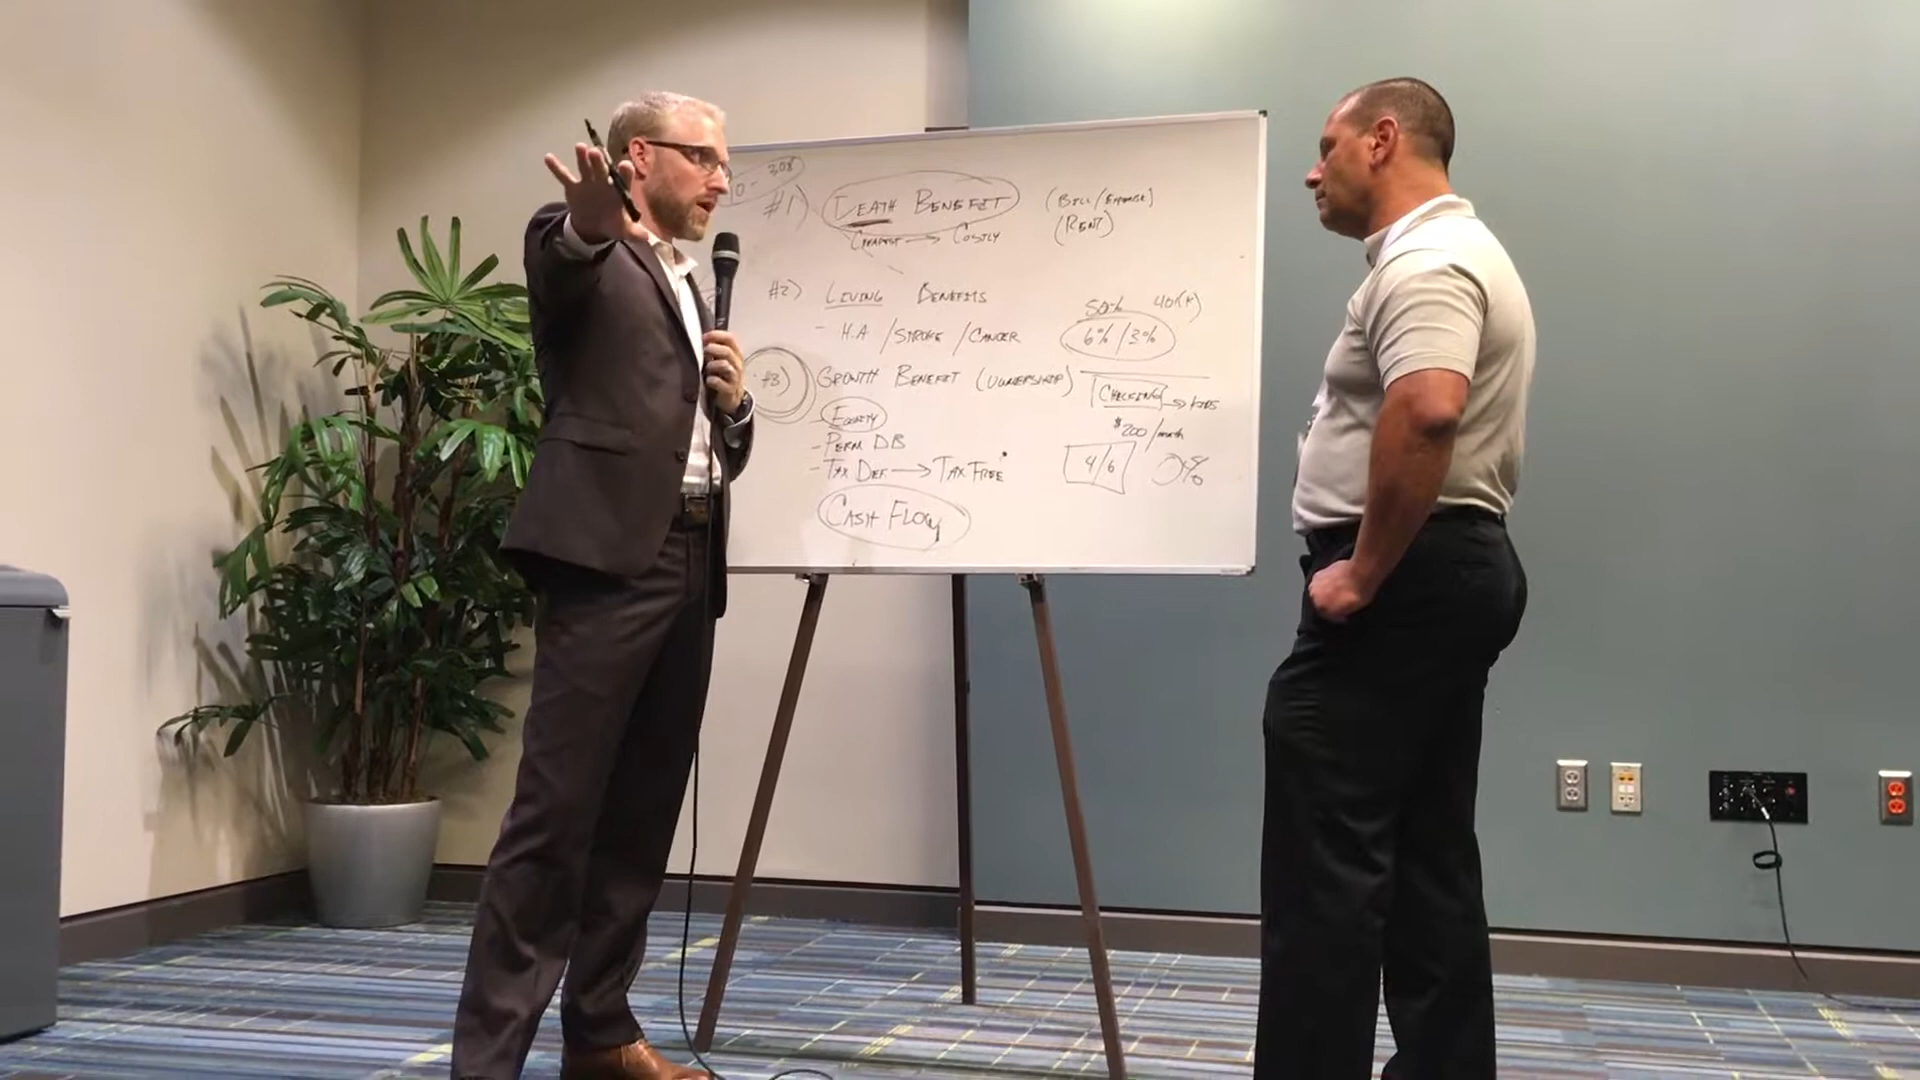 30%
#1) DEATH BENEFIT (BILL/EXPENSE)
(RENT)
CHEAPEST → COSTLY
#2) LIVING BENEFITS
- H.A / STROKE / CANCER
50% 401(K)
6% / 3%
#3) GROWTH BENEFIT (OWNERSHIP)
CHECKING → KIDS
EQUITY
$200/month
- PERM DB
- TAX DEF. → TAX FREE
4/6
CASH FLOW